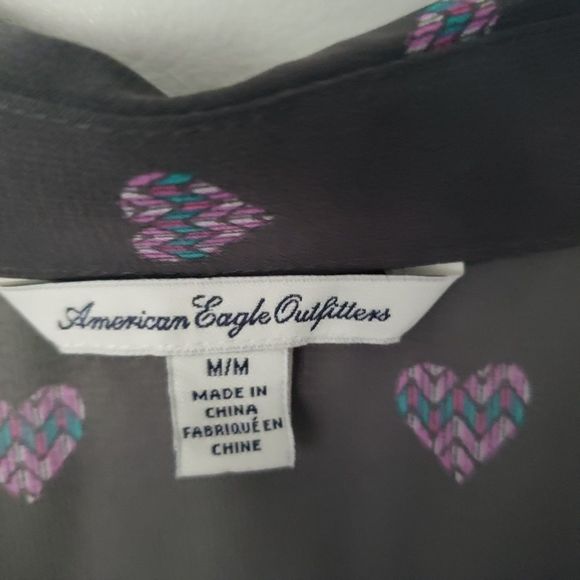 American Eagle Outfitters
M/M
MADE IN
CHINA
FABRIQUÉ EN
CHINE